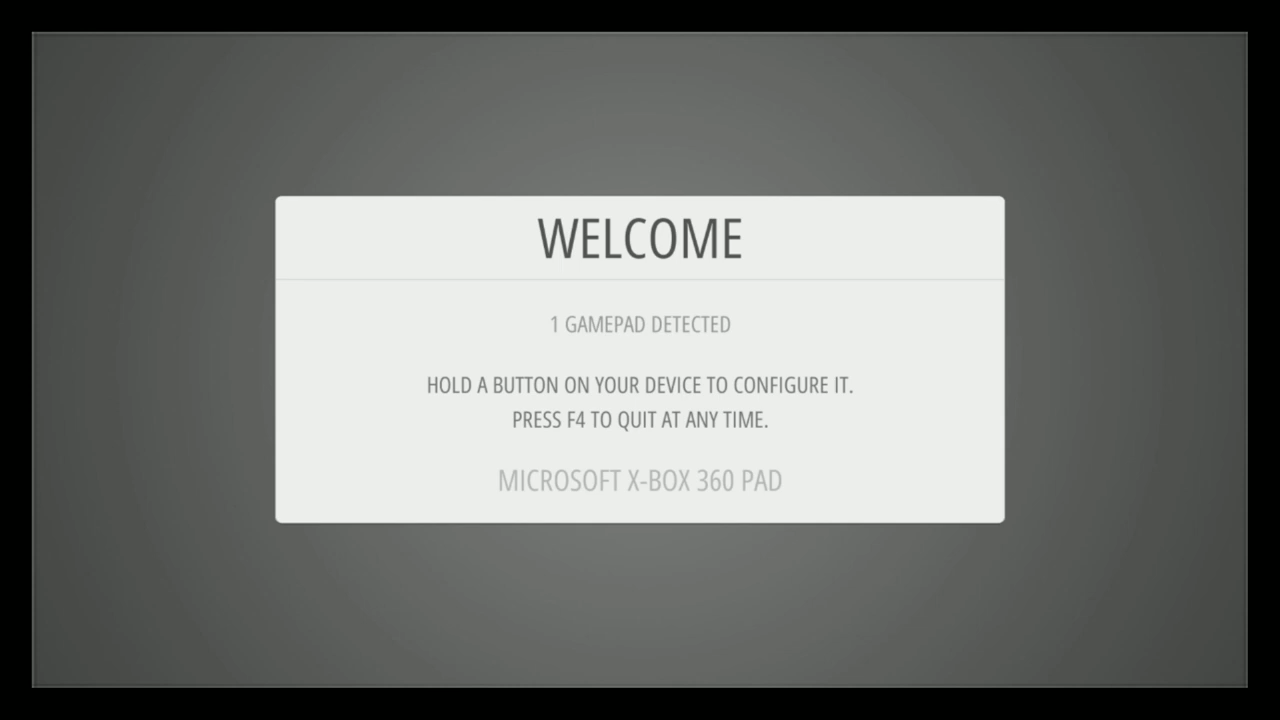 WELCOME
1 GAMEPAD DETECTED
HOLD A BUTTON ON YOUR DEVICE TO CONFIGURE IT.
PRESS F4 TO QUIT AT ANY TIME.
MICROSOFT X-BOX 360 PAD